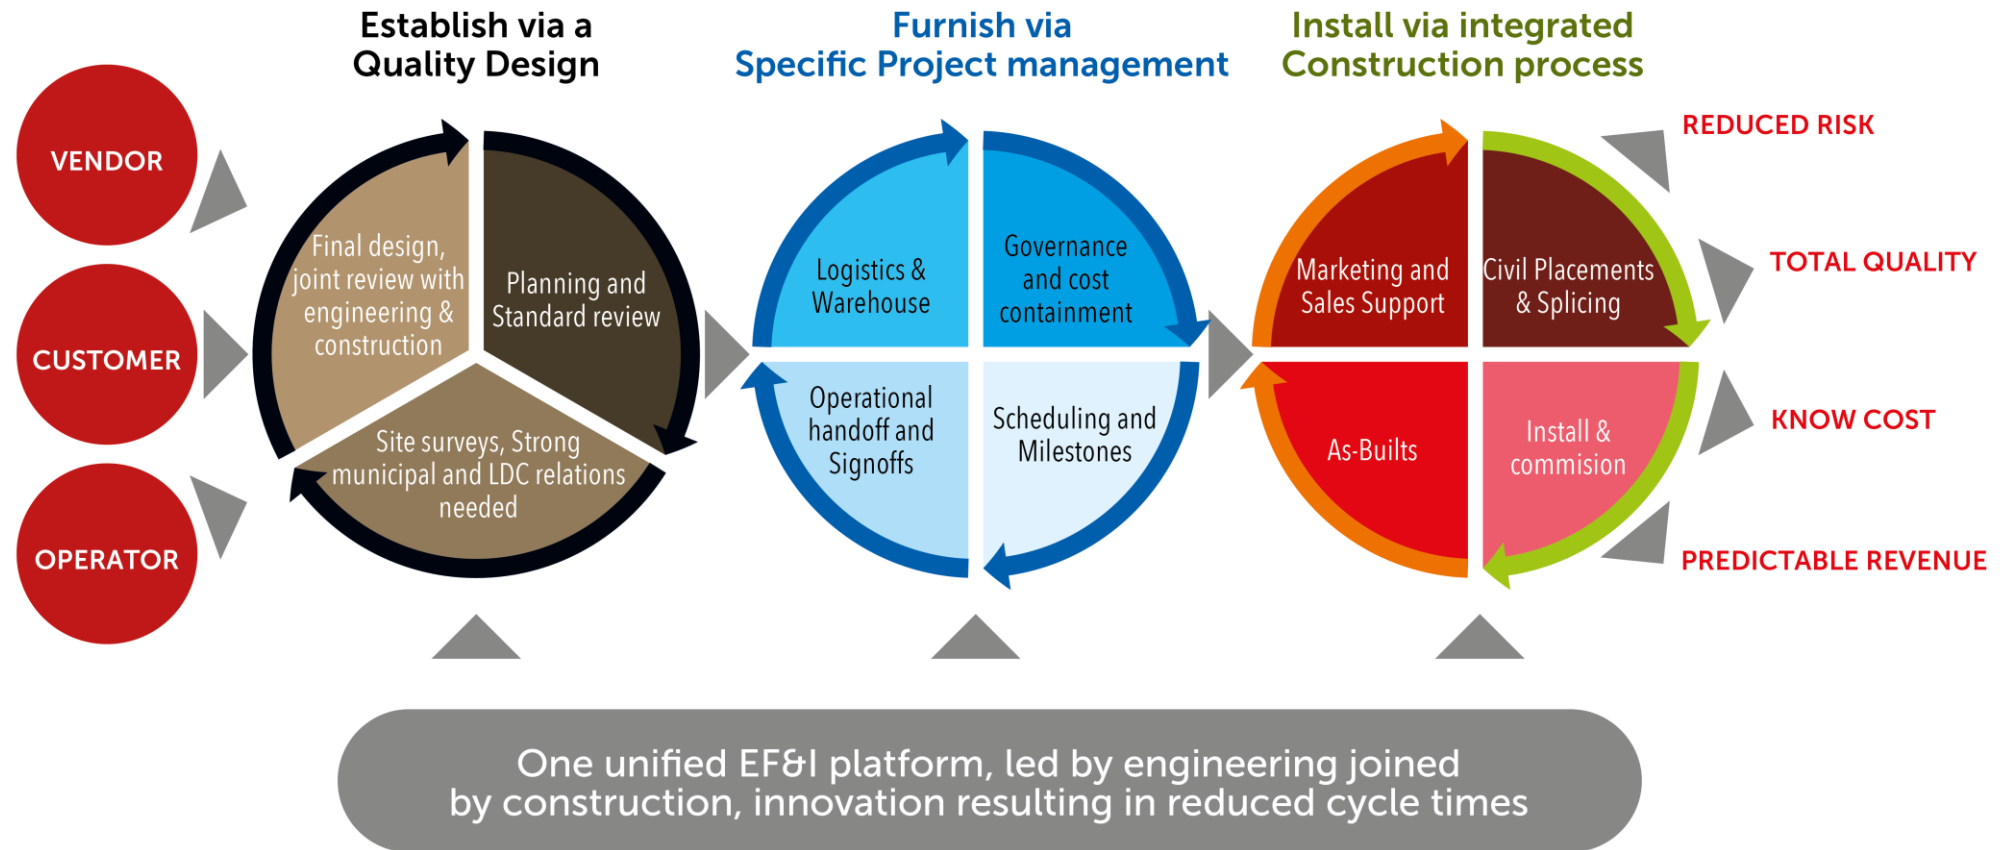 Establish via a
Quality Design
Furnish via
Specific Project management
Install via integrated
Construction process
VENDOR
CUSTOMER
OPERATOR
Final design,
joint review with
engineering &
construction
Planning and
Standard review
Site surveys, Strong
municipal and LDC relations
needed
Logistics &
Warehouse
Governance
and cost
containment
Operational
handoff and
Signoffs
Scheduling and
Milestones
Marketing and
Sales Support
Civil Placements
& Splicing
As-Builts
Install &
commision
REDUCED RISK
TOTAL QUALITY
KNOW COST
PREDICTABLE REVENUE
One unified EF&I platform, led by engineering joined
by construction, innovation resulting in reduced cycle times